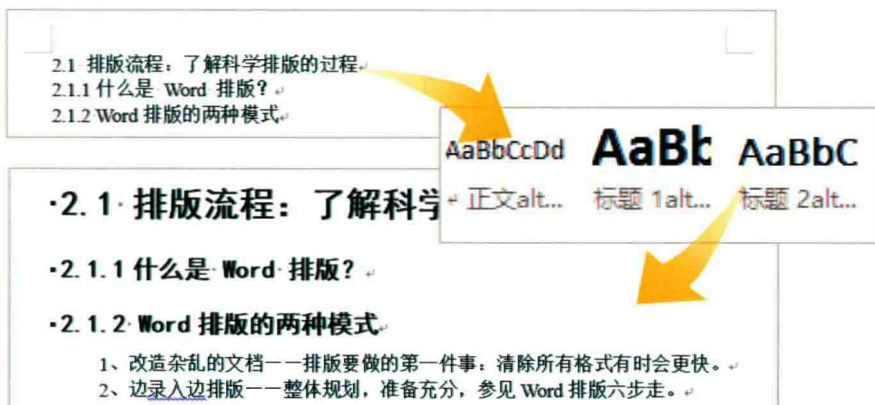 2.1 排版流程：了解科学排版的过程
2.1.1 什么是 Word 排版？
2.1.2 Word 排版的两种模式
AaBbCcDd AaBb AaBbC
正文alt... 标题 1alt... 标题 2alt...
2.1 排版流程：了解科学
2.1.1 什么是 Word 排版？
2.1.2 Word 排版的两种模式
1、改造杂乱的文档——排版要做的第一件事：清除所有格式有时会更快。
2、边录入边排版——整体规划，准备充分，参见 Word 排版六步走。